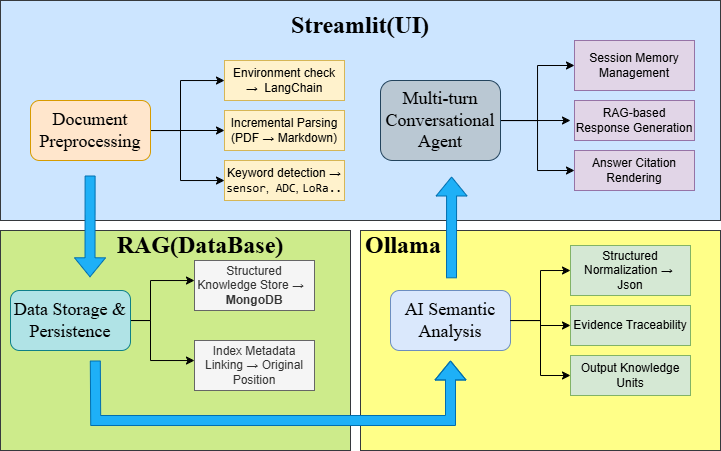 Streamlit(UI)
Document
Preprocessing
Environment check
→ LangChain
Incremental Parsing
(PDF → Markdown)
Keyword detection →
sensor, ADC, LoRa..
Multi-turn
Conversational
Agent
Session Memory
Management
RAG-based
Response Generation
Answer Citation
Rendering
RAG(DataBase)
Data Storage &
Persistence
Structured
Knowledge Store →
MongoDB
Index Metadata
Linking → Original
Position
Ollama
AI Semantic
Analysis
Structured
Normalization →
Json
Evidence Traceability
Output Knowledge
Units